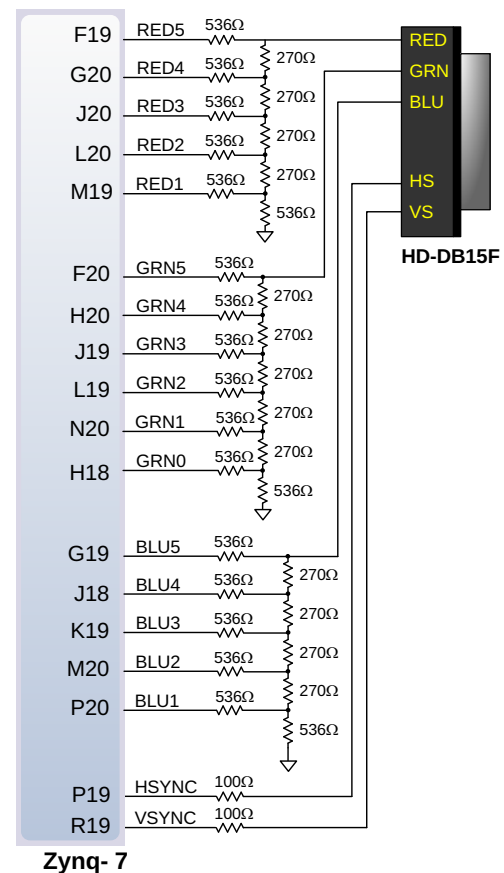 F19 RED5 536Ω RED
270Ω
G20 RED4 536Ω GRN
270Ω
J20 RED3 536Ω BLU
270Ω
L20 RED2 536Ω
270Ω
M19 RED1 536Ω HS
536Ω VS
HD-DB15F
F20 GRN5 536Ω
270Ω
H20 GRN4 536Ω
270Ω
J19 GRN3 536Ω
270Ω
L19 GRN2 536Ω
270Ω
N20 GRN1 536Ω
270Ω
H18 GRN0 536Ω
536Ω
G19 BLU5 536Ω
270Ω
J18 BLU4 536Ω
270Ω
K19 BLU3 536Ω
270Ω
M20 BLU2 536Ω
270Ω
P20 BLU1 536Ω
536Ω
P19 HSYNC 100Ω
R19 VSYNC 100Ω
Zynq- 7